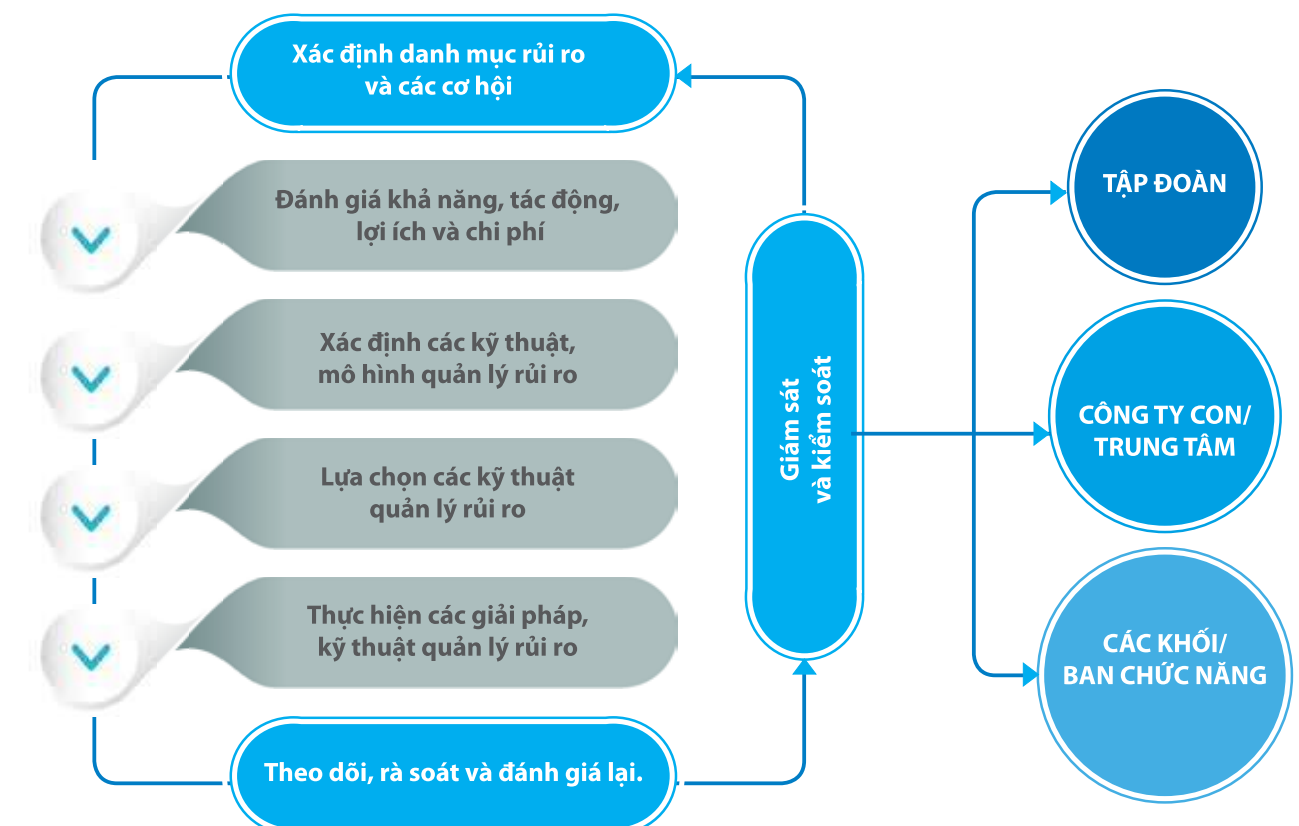 Xác định danh mục rủi ro
và các cơ hội
Đánh giá khả năng, tác động,
lợi ích và chi phí
Xác định các kỹ thuật,
mô hình quản lý rủi ro
Lựa chọn các kỹ thuật
quản lý rủi ro
Thực hiện các giải pháp,
kỹ thuật quản lý rủi ro
Theo dõi, rà soát và đánh giá lại.
Giám sát
và kiểm soát
TẬP ĐOÀN
CÔNG TY CON/
TRUNG TÂM
CÁC KHỐI/
BAN CHỨC NĂNG